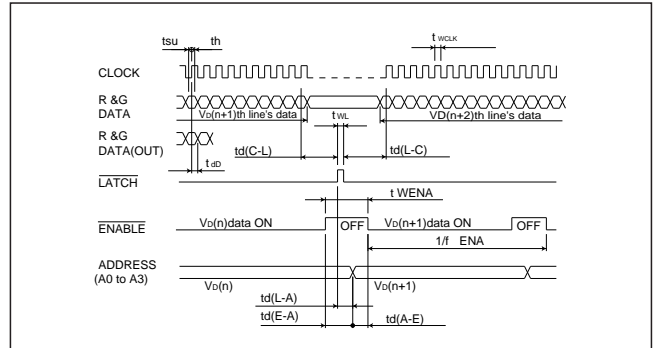 tsu th t WCLK
CLOCK
R &G
DATA
VD(n+1)th line's data t WL VD(n+2)th line's data
R &G
DATA(OUT)
t dD td(C-L) td(L-C)
LATCH
t WENA
ENABLE VD(n)data ON OFF VD(n+1)data ON OFF
1/f ENA
ADDRESS
(A0 to A3)
VD(n) VD(n+1)
td(L-A)
td(E-A) td(A-E)